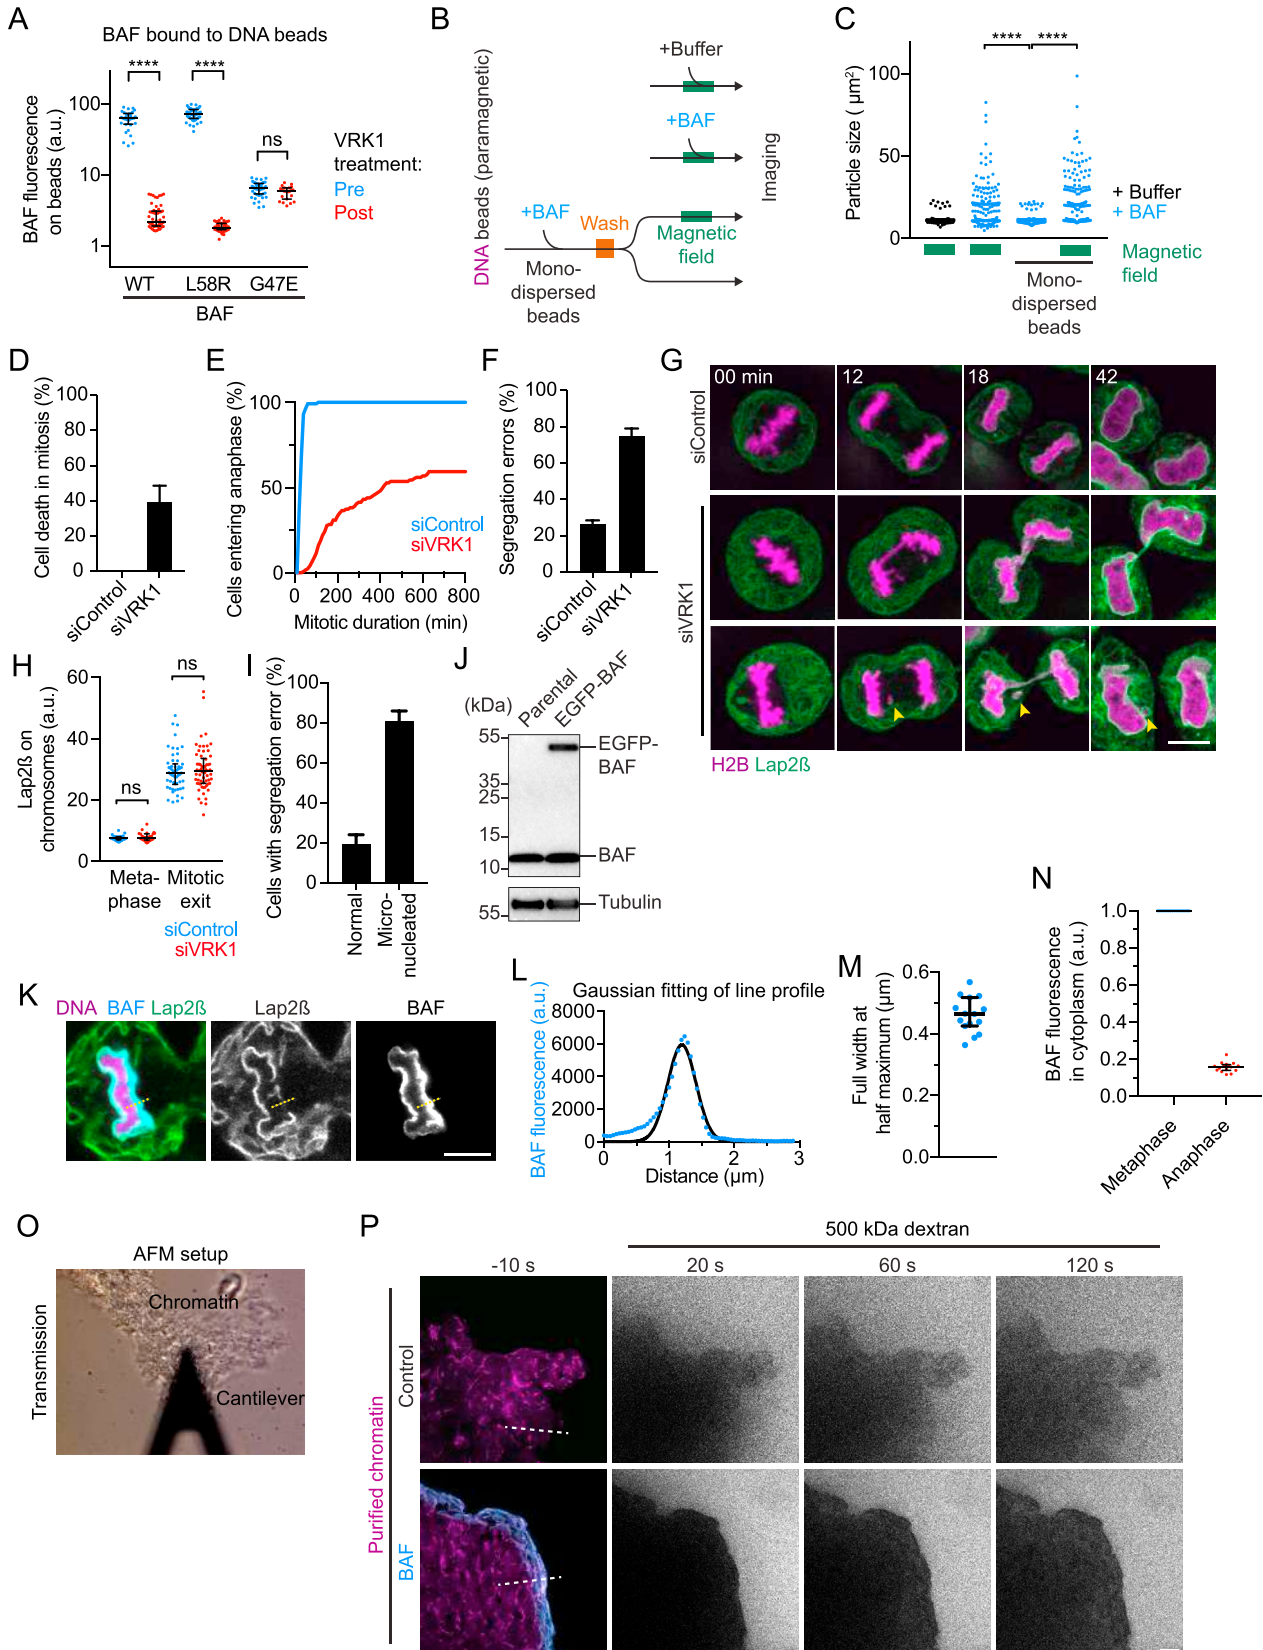 A
BAF bound to DNA beads
BAF fluorescence
on beads (a.u.)
100
10
1
****
****
ns
VRK1
treatment:
Pre
Post
WT
L58R
G47E
BAF
B
DNA beads (paramagnetic)
+Buffer
+BAF
+BAF
Wash
Magnetic
field
Mono-
dispersed
beads
Imaging
C
Particle size (µm²)
100
50
0
****
****
+ Buffer
+ BAF
Magnetic
field
Mono-
dispersed
beads
D
Cell death in mitosis (%)
100
80
60
40
20
0
siControl
siVRK1
E
Cells entering anaphase (%)
100
50
0
siControl
siVRK1
0
200
400
600
800
Mitotic duration (min)
F
Segregation errors (%)
100
80
60
40
20
0
siControl
siVRK1
G
00 min
12
18
42
siControl
siVRK1
H2B Lap2ß
H
Lap2ß on
chromosomes (a.u.)
60
40
20
0
ns
ns
Meta-
phase
Mitotic
exit
siControl
siVRK1
I
Cells with segregation error (%)
100
80
60
40
20
0
Normal
Micro-
nucleated
J
(kDa)
Parental
EGFP-BAF
55
35
25
15
10
55
EGFP-
BAF
BAF
Tubulin
K
DNA BAF Lap2ß
Lap2ß
BAF
L
Gaussian fitting of line profile
BAF fluorescence (a.u.)
8000
6000
4000
2000
0
0
1
2
3
Distance (µm)
M
Full width at
half maximum (µm)
0.6
0.4
0.2
0.0
N
BAF fluorescence
in cytoplasm (a.u.)
1.0
0.8
0.6
0.4
0.2
0.0
Metaphase
Anaphase
O
AFM setup
Transmission
Chromatin
Cantilever
P
500 kDa dextran
-10 s
20 s
60 s
120 s
Purified chromatin
Control
BAF